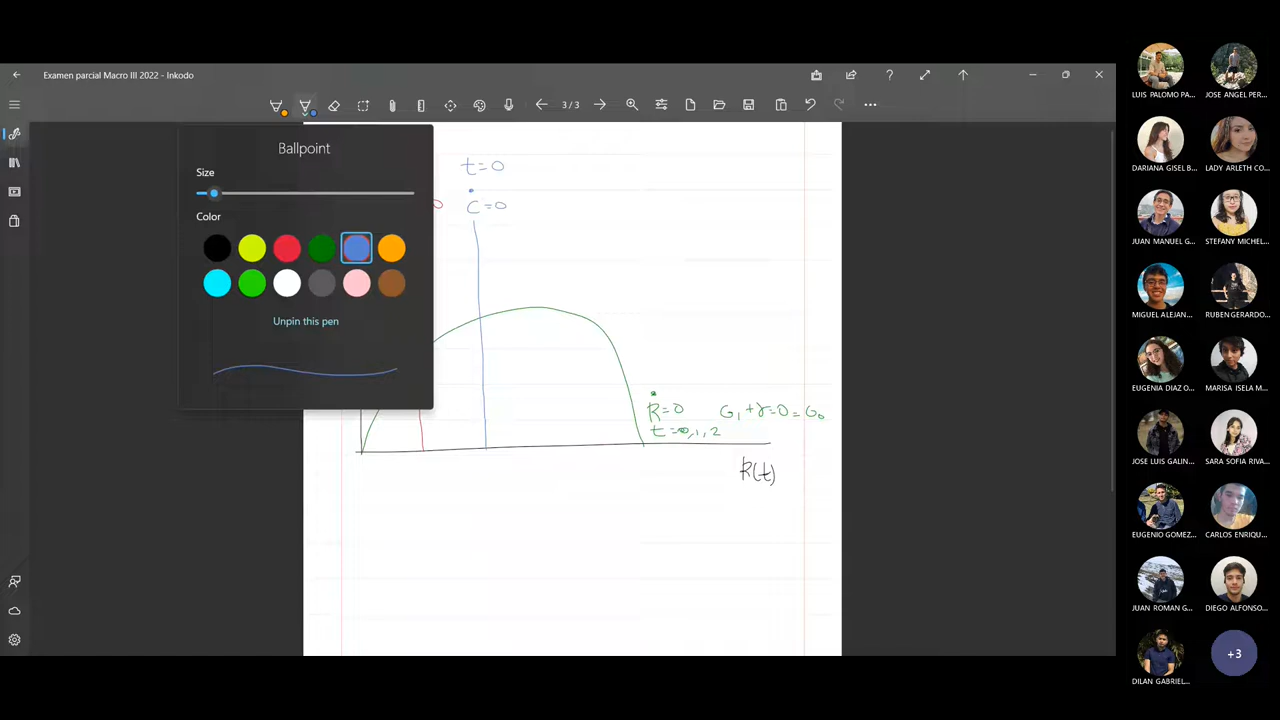 Examen parcial Macro III 2022 - Inkodo
3 / 3
Ballpoint
Size
Color
Unpin this pen
t=0
0 ċ=0
k̇=0 G₁+γ=0=G₀
t=0,1,2
k(t)
LUIS PALOMO PA...
JOSE ANGEL PER...
DARIANA GISEL B...
LADY ARLETH CO...
JUAN MANUEL G...
STEFANY MICHEL...
MIGUEL ALEJAN...
RUBEN GERARDO...
EUGENIA DIAZ O...
MARISA ISELA M...
JOSE LUIS GALIN...
SARA SOFIA RIVA...
EUGENIO GOMEZ...
CARLOS ENRIQU...
JUAN ROMAN G...
DIEGO ALFONSO...
DILAN GABRIEL...
+3